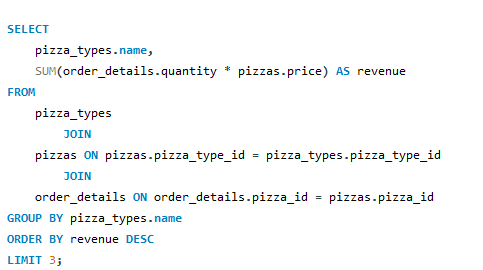 SELECT
    pizza_types.name,
    SUM(order_details.quantity * pizzas.price) AS revenue
FROM
    pizza_types
        JOIN
    pizzas ON pizzas.pizza_type_id = pizza_types.pizza_type_id
        JOIN
    order_details ON order_details.pizza_id = pizzas.pizza_id
GROUP BY pizza_types.name
ORDER BY revenue DESC
LIMIT 3;